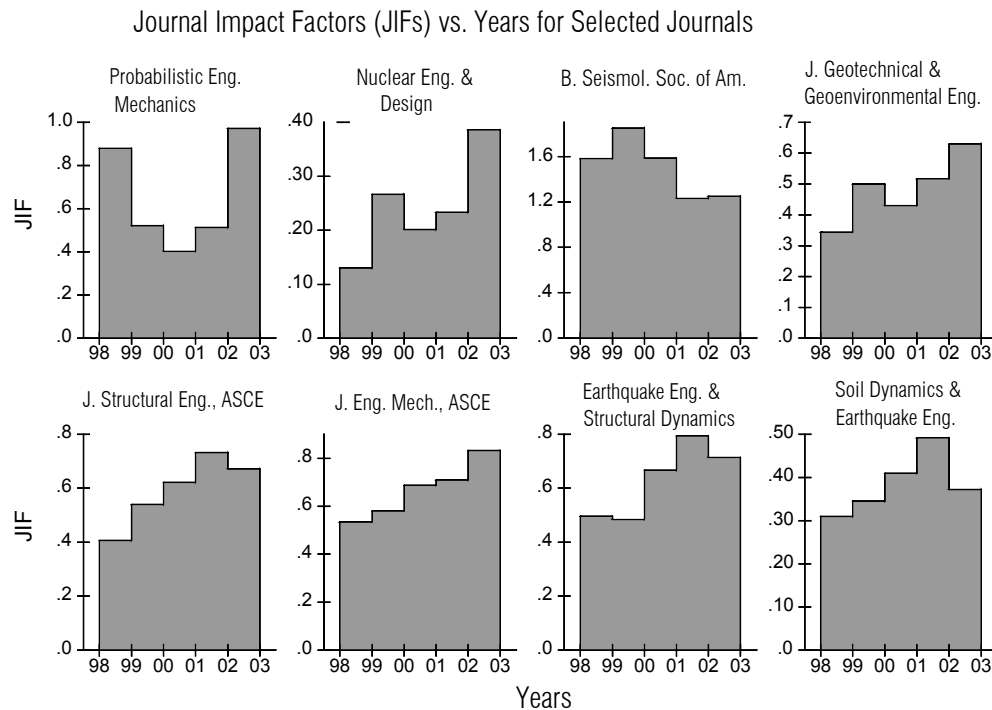 Journal Impact Factors (JIFs) vs. Years for Selected Journals
Probabilistic Eng.
Mechanics
1.0
.8
.6
.4
.2
.0
JIF
98 99 00 01 02 03
Nuclear Eng. &
Design
.40
.30
.20
.10
.0
98 99 00 01 02 03
B. Seismol. Soc. of Am.
1.6
1.2
.8
.4
.0
98 99 00 01 02 03
J. Geotechnical &
Geoenvironmental Eng.
.7
.6
.5
.4
.3
.2
.1
.0
98 99 00 01 02 03
J. Structural Eng., ASCE
.8
.6
.4
.2
.0
JIF
98 99 00 01 02 03
J. Eng. Mech., ASCE
.8
.6
.4
.2
.0
98 99 00 01 02 03
Earthquake Eng. &
Structural Dynamics
.8
.6
.4
.2
.0
98 99 00 01 02 03
Soil Dynamics &
Earthquake Eng.
.50
.40
.30
.20
.10
.00
98 99 00 01 02 03
Years